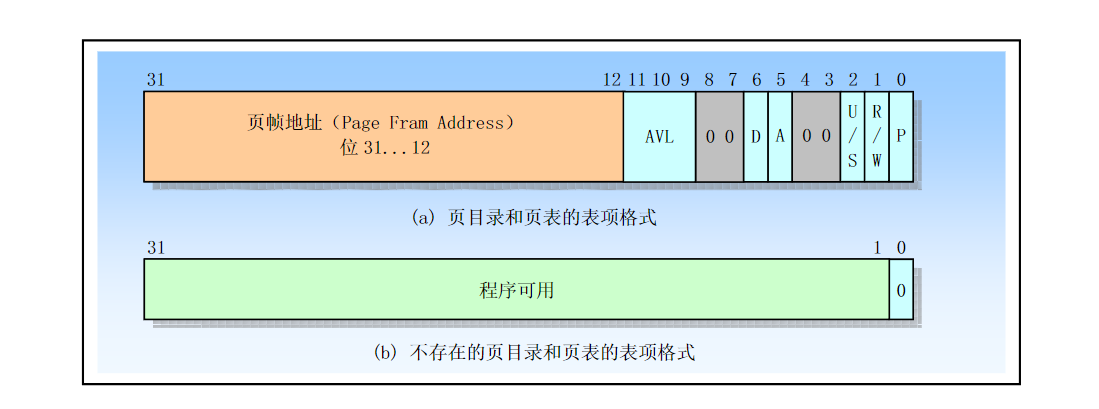 31 12 11 10 9 8 7 6 5 4 3 2 1 0
页帧地址（Page Fram Address）
位 31...12
AVL 0 0 D A 0 0 U/S R/W P
(a) 页目录和页表的表项格式
31 1 0
程序可用 0
(b) 不存在的页目录和页表的表项格式